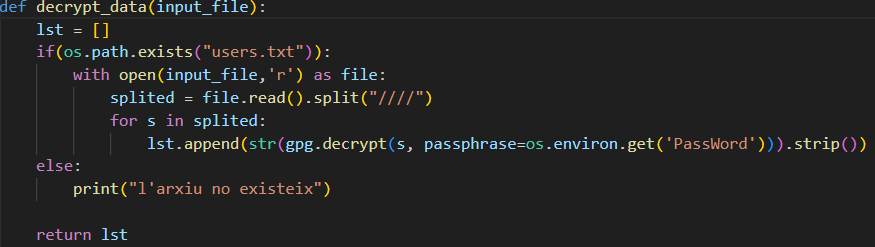 def decrypt_data(input_file):
    lst = []
    if(os.path.exists("users.txt")):
        with open(input_file,'r') as file:
            splited = file.read().split("////")
            for s in splited:
                lst.append(str(gpg.decrypt(s, passphrase=os.environ.get('PassWord'))).strip())
    else:
        print("l'arxiu no existeix")
    return lst